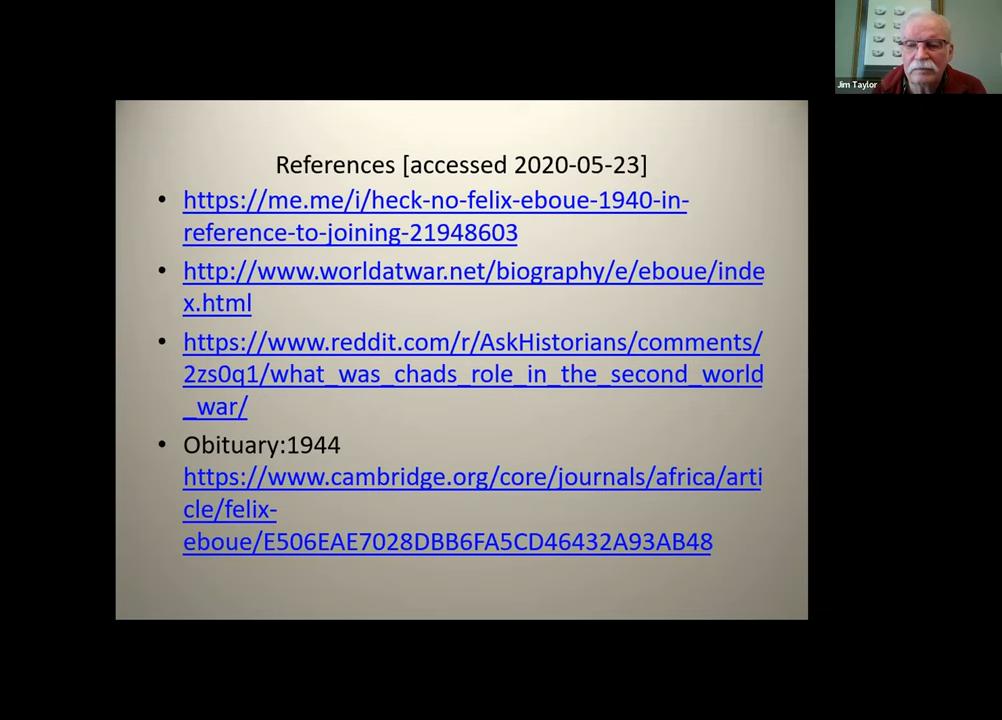 Jim Taylor
References [accessed 2020-05-23]
• https://me.me/i/heck-no-felix-eboue-1940-in-
reference-to-joining-21948603
• http://www.worldatwar.net/biography/e/eboue/inde
x.html
• https://www.reddit.com/r/AskHistorians/comments/
2zs0q1/what_was_chads_role_in_the_second_world
_war/
• Obituary:1944
https://www.cambridge.org/core/journals/africa/arti
cle/felix-
eboue/E506EAE7028DBB6FA5CD46432A93AB48